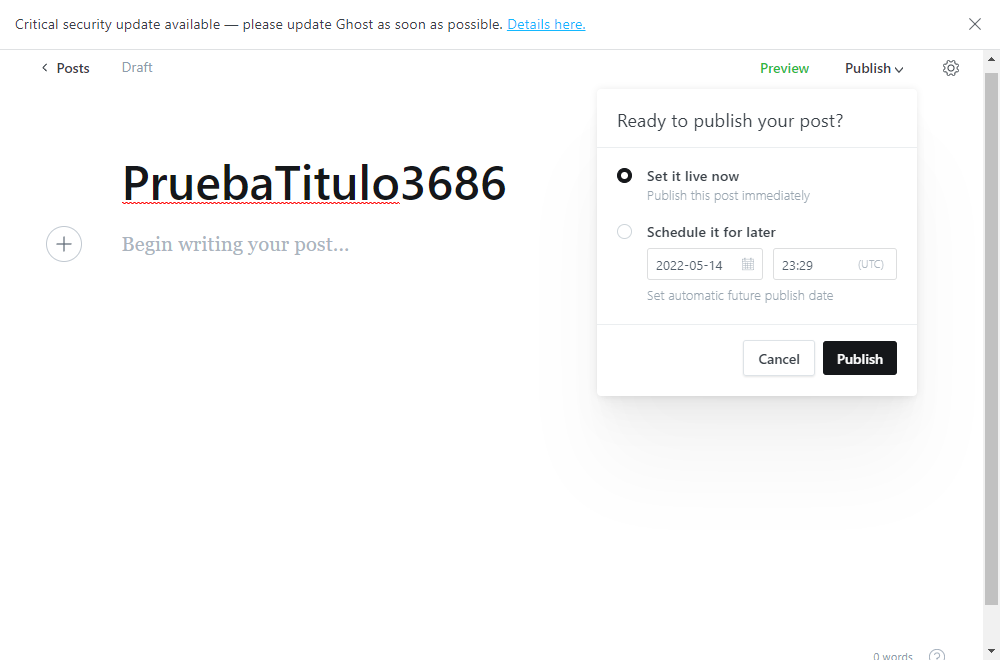 Critical security update available — please update Ghost as soon as possible. Details here.
Posts Draft Preview Publish
Ready to publish your post?
PruebaTitulo3686
Set it live now
Publish this post immediately
Schedule it for later
Begin writing your post...
2022-05-14 23:29 (UTC)
Set automatic future publish date
Cancel Publish
0 words ?